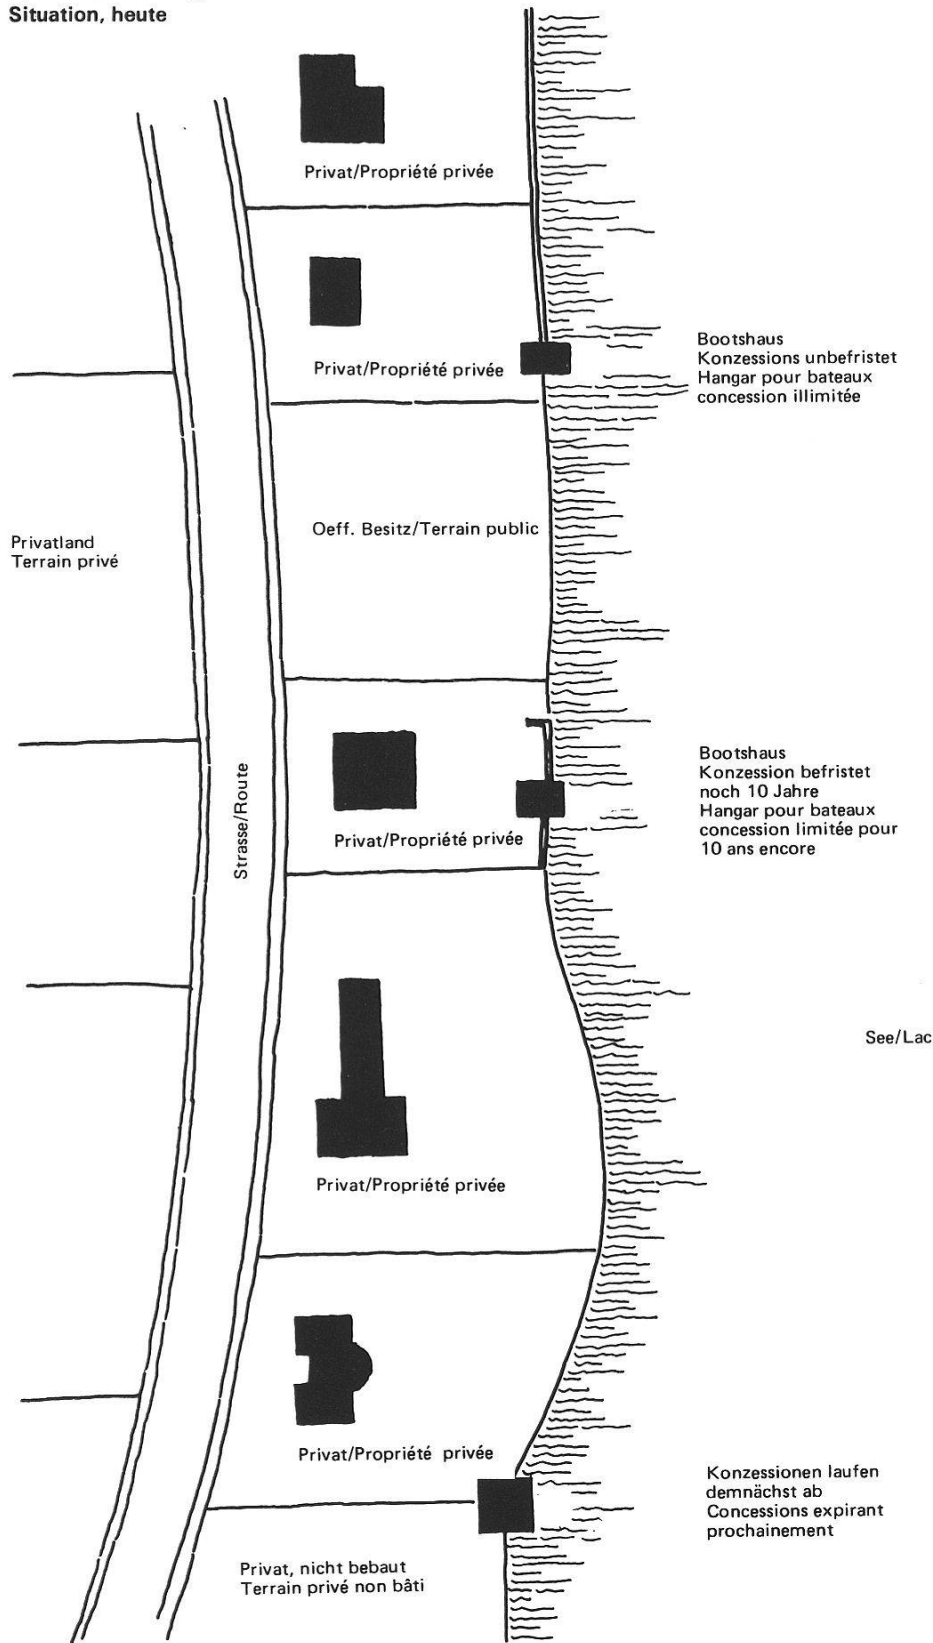 Situation, heute
Privat/Propriété privée
Privat/Propriété privée
Bootshaus
Konzessions unbefristet
Hangar pour bateaux
concession illimitée
Oeff. Besitz/Terrain public
Privatland
Terrain privé
Strasse/Route
Privat/Propriété privée
Bootshaus
Konzession befristet
noch 10 Jahre
Hangar pour bateaux
concession limitée pour
10 ans encore
See/Lac
Privat/Propriété privée
Privat/Propriété privée
Konzessionen laufen
demnächst ab
Concessions expirant
prochainement
Privat, nicht bebaut
Terrain privé non bâti